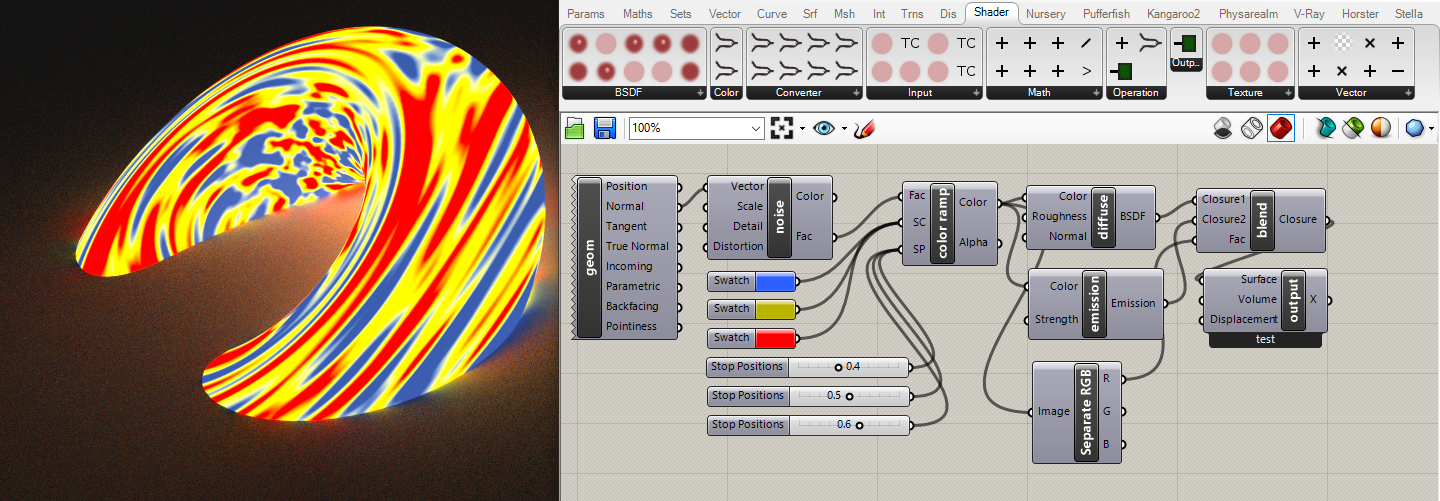 Params Maths Sets Vector Curve Srf Msh Int Trns Dis Shader Nursery Pufferfish Kangaroo2 Physarealm V-Ray Horster Stella
TC TC
TC
BSDF Color Converter Input Math Operation Outp.. Texture Vector
100%
geom
Position
Normal
Tangent
True Normal
Incoming
Parametric
Backfacing
Pointiness
Vector
Scale
Detail
Distortion
noise
Color
Fac
Swatch
Swatch
Swatch
Stop Positions 0.4
Stop Positions 0.5
Stop Positions 0.6
Fac
SC
SP
color ramp
Color
Alpha
Color
Roughness
Normal
diffuse
BSDF
Color
Strength
emission
Emission
Image
Separate RGB
R
G
B
Closure1
Closure2
Fac
blend
Closure
Surface
Volume
Displacement
output
X
test